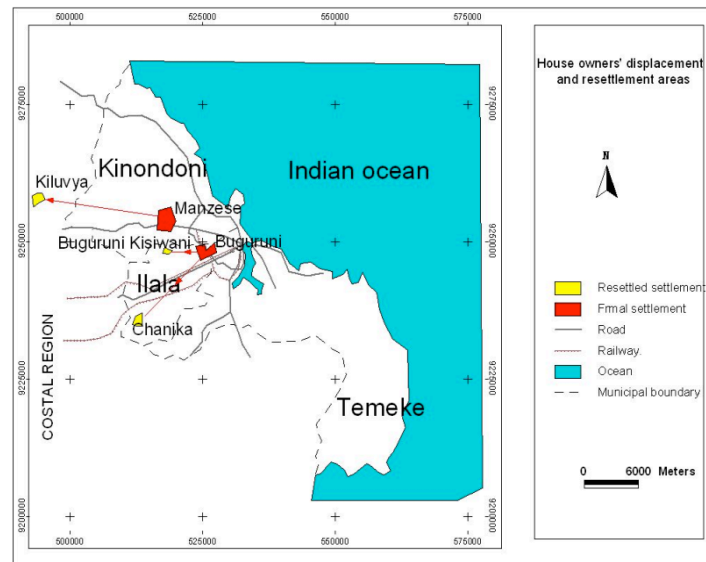 500000 525000 550000 575000
House owners' displacement
and resettlement areas
9275000
9275000
N
Kinondoni
Indian ocean
Kiluvya
Manzese
9250000
Buguruni Kisiwani
Buguruni
9250000
Ilala
Chanika
Resettled settlement
Frmal settlement
Road
Railway.
Ocean
Municipal boundary
COSTAL REGION
9225000
9225000
Temeke
0 6000 Meters
9200000
9200000
500000 525000 550000 575000